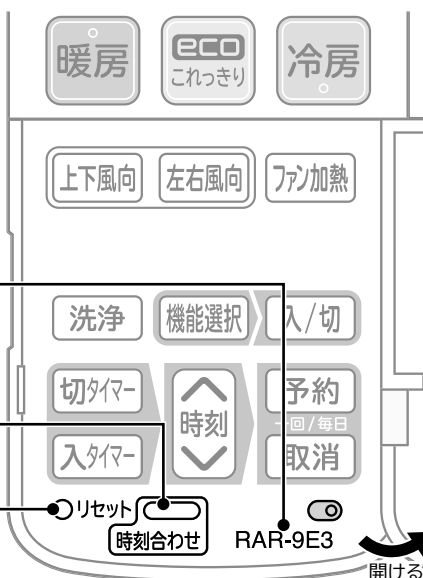 暖房
eco
これっきり
冷房
上下風向
左右風向
ファン加熱
洗浄
機能選択
入/切
切タイマー
入タイマー
時刻
予約
一回/毎日
取消
リセット
時刻合わせ
RAR-9E3
開ける